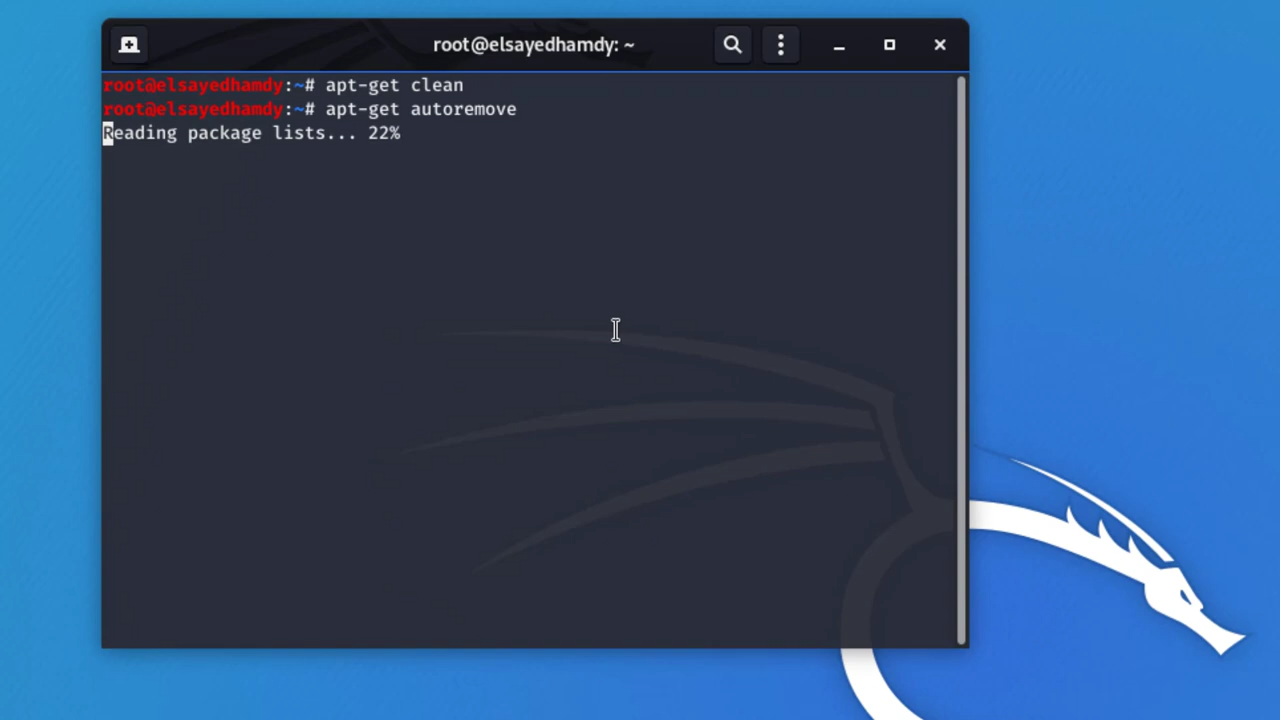 root@elsayedhamdy: ~
root@elsayedhamdy:~# apt-get clean
root@elsayedhamdy:~# apt-get autoremove
Reading package lists... 22%